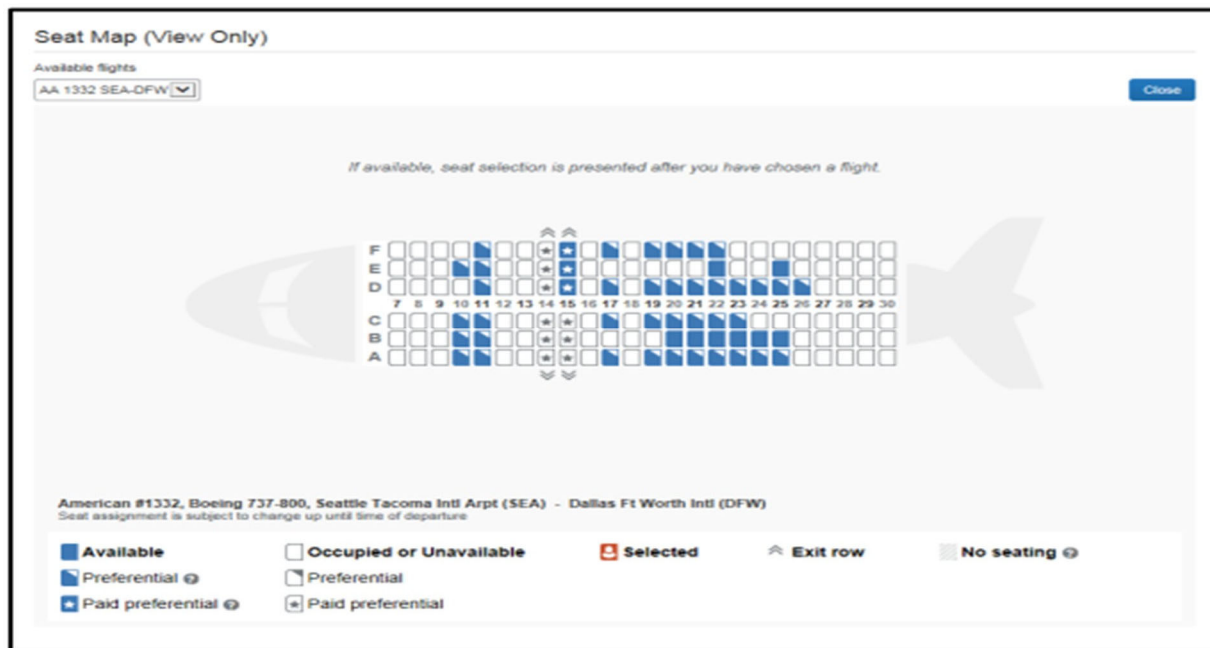 Seat Map (View Only)
Available flights
AA 1332 SEA-DFW
Close
If available, seat selection is presented after you have chosen a flight.
F
E
D
7 8 9 10 11 12 13 14 15 16 17 18 19 20 21 22 23 24 25 26 27 28 29 30
C
B
A
American #1332, Boeing 737-800, Seattle Tacoma Intl Arpt (SEA) - Dallas Ft Worth Intl (DFW)
Seat assignment is subject to change up until time of departure
Available Occupied or Unavailable Selected Exit row No seating ?
Preferential ? Preferential
Paid preferential ? Paid preferential